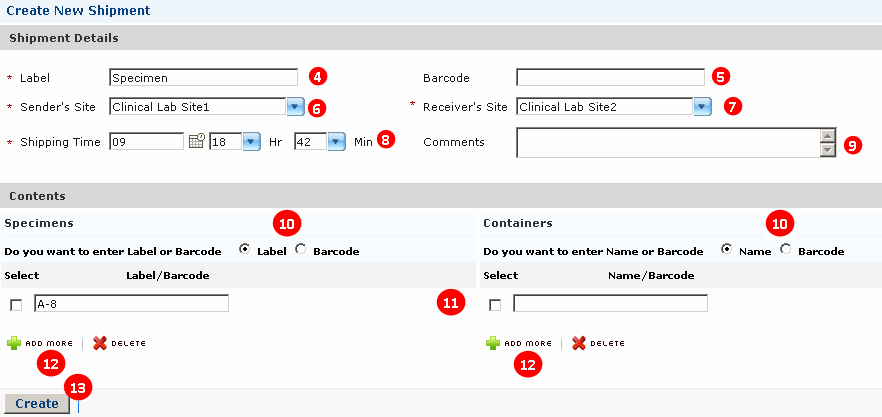 Create New Shipment
Shipment Details
* Label Specimen 4 Barcode 5
* Sender's Site Clinical Lab Site1 6 * Receiver's Site Clinical Lab Site2 7
* Shipping Time 09 18 Hr 42 Min 8 Comments 9
Contents
Specimens 10 Containers 10
Do you want to enter Label or Barcode Label Barcode Do you want to enter Name or Barcode Name Barcode
Select Label/Barcode Select Name/Barcode
A-8 11
ADD MORE DELETE ADD MORE DELETE
12 12
13
Create